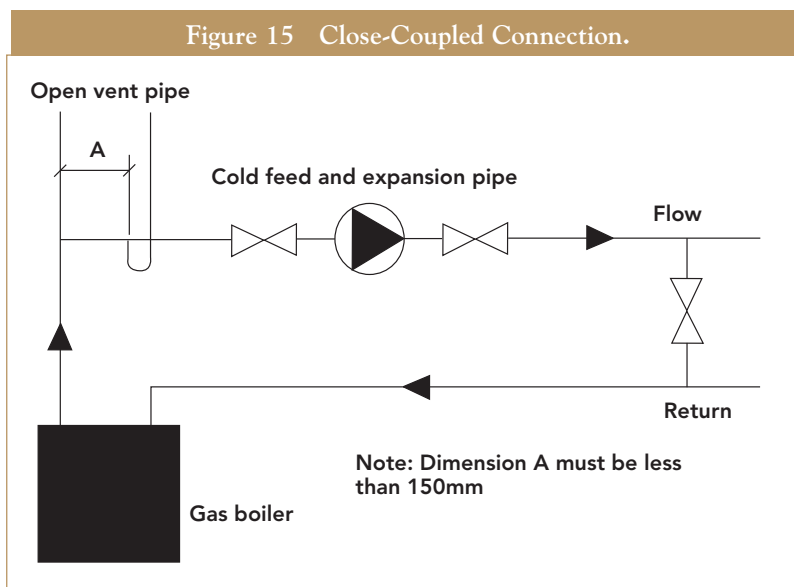 Figure 15 Close-Coupled Connection.
Open vent pipe
A
Cold feed and expansion pipe
Flow
Return
Note: Dimension A must be less
than 150mm
Gas boiler